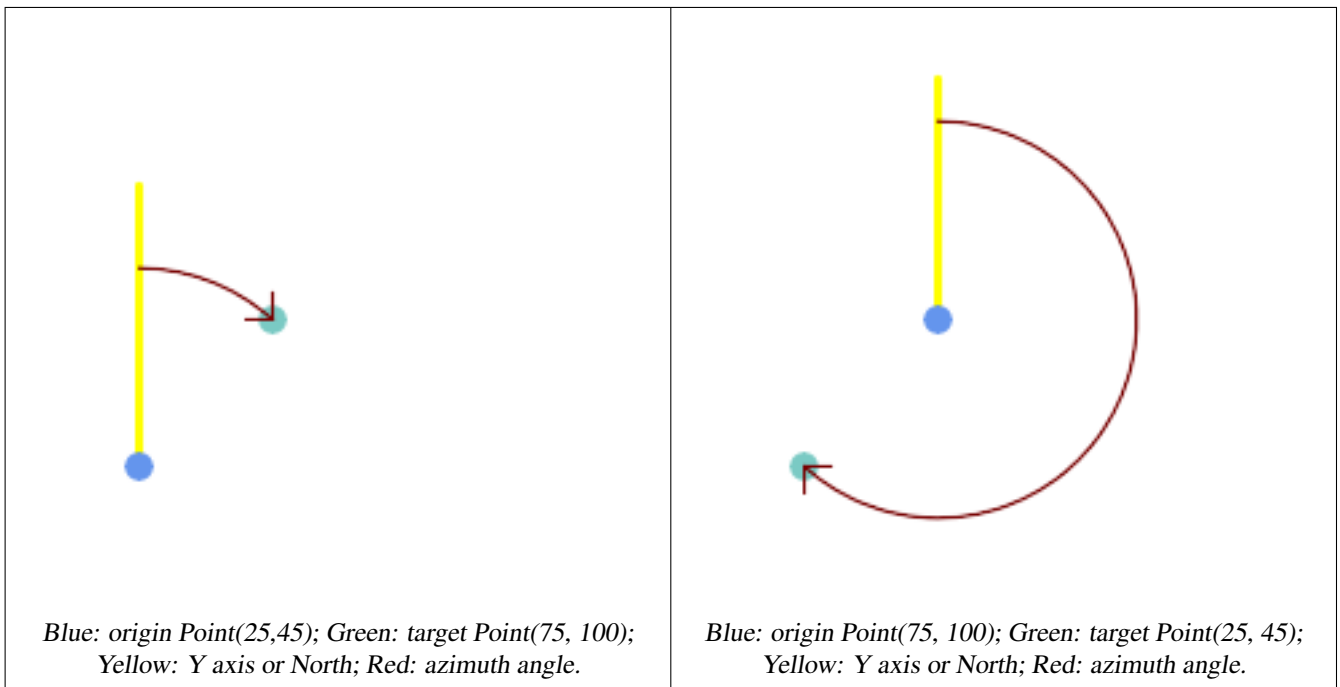 Blue: origin Point(25,45); Green: target Point(75, 100);
Yellow: Y axis or North; Red: azimuth angle.
Blue: origin Point(75, 100); Green: target Point(25, 45);
Yellow: Y axis or North; Red: azimuth angle.